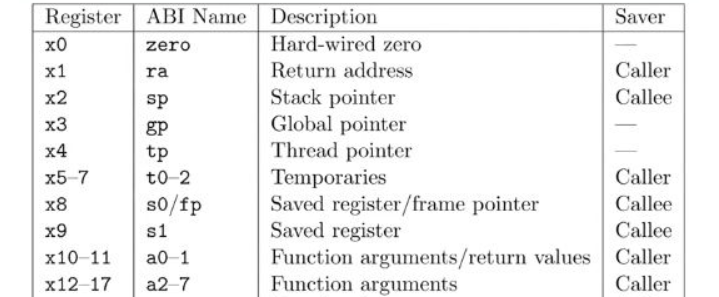 Register ABI Name Description Saver
x0 zero Hard-wired zero —
x1 ra Return address Caller
x2 sp Stack pointer Callee
x3 gp Global pointer —
x4 tp Thread pointer —
x5–7 t0–2 Temporaries Caller
x8 s0/fp Saved register/frame pointer Callee
x9 s1 Saved register Callee
x10–11 a0–1 Function arguments/return values Caller
x12–17 a2–7 Function arguments Caller